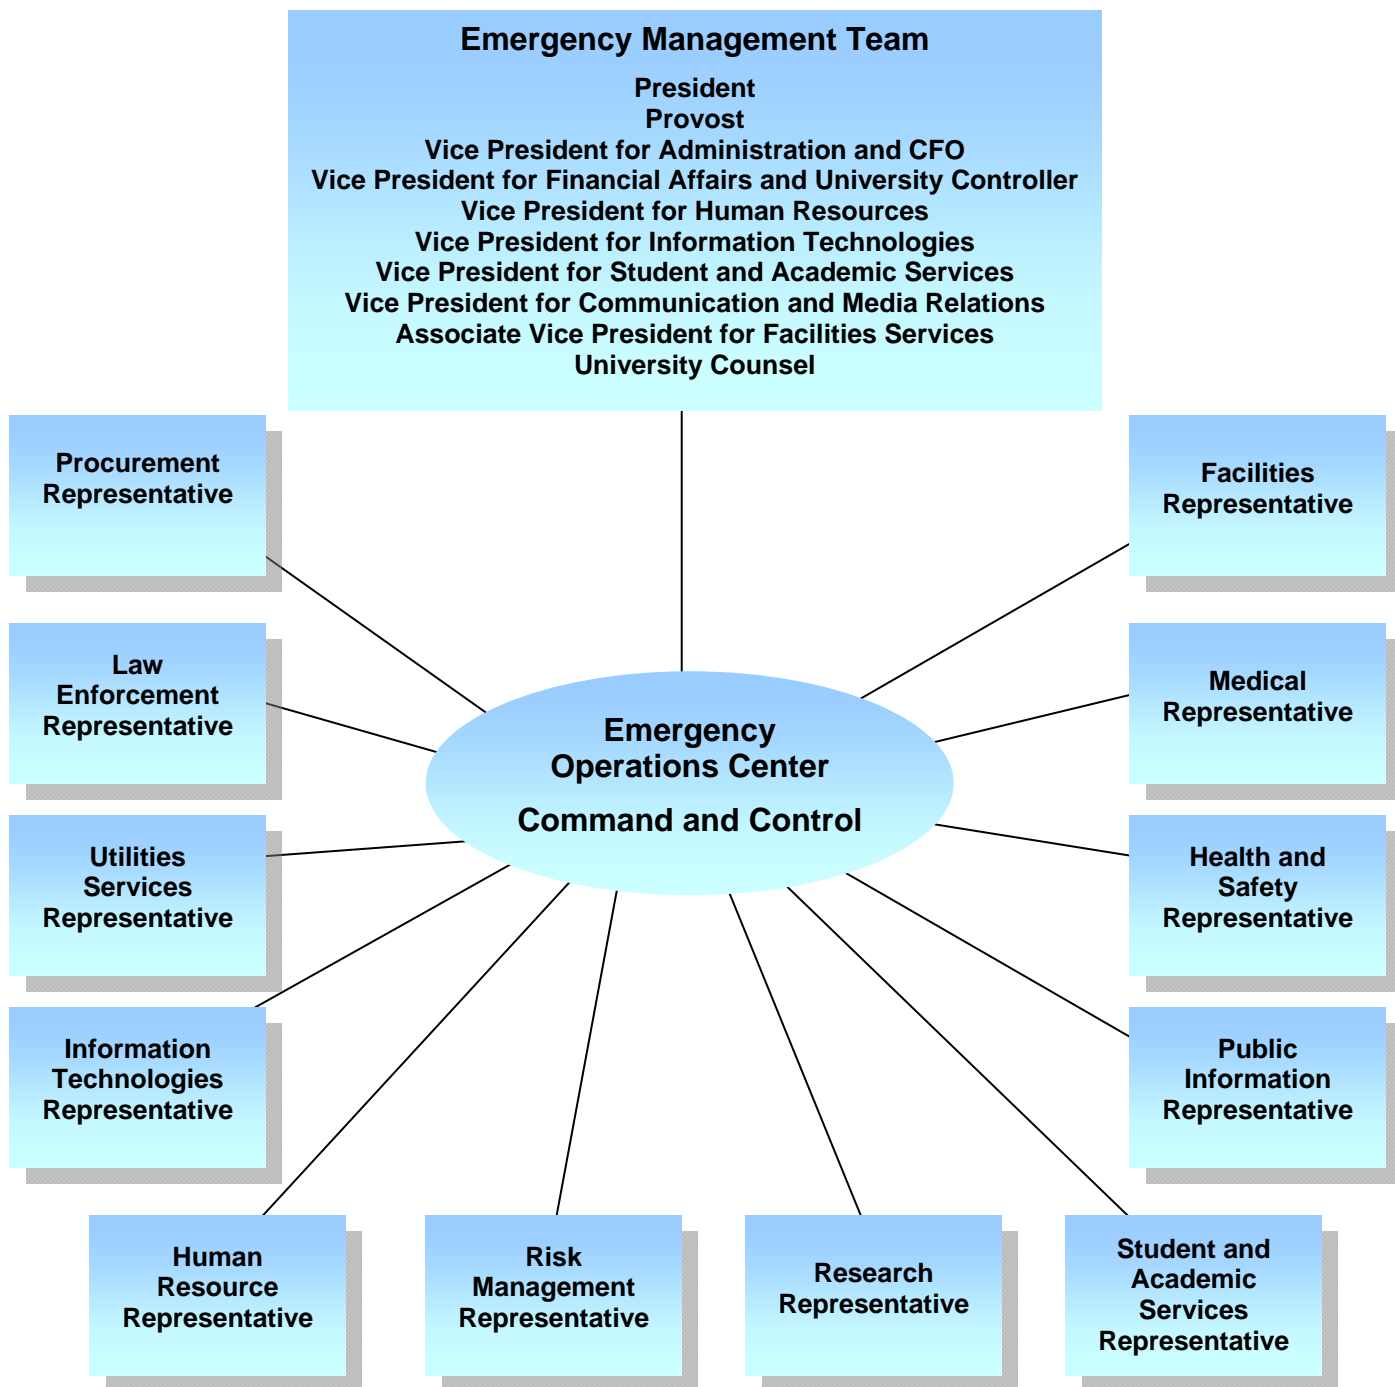 Emergency Management Team
President
Provost
Vice President for Administration and CFO
Vice President for Financial Affairs and University Controller
Vice President for Human Resources
Vice President for Information Technologies
Vice President for Student and Academic Services
Vice President for Communication and Media Relations
Associate Vice President for Facilities Services
University Counsel
Procurement
Representative
Facilities
Representative
Law
Enforcement
Representative
Medical
Representative
Emergency
Operations Center
Command and Control
Utilities
Services
Representative
Health and
Safety
Representative
Information
Technologies
Representative
Public
Information
Representative
Human
Resource
Representative
Risk
Management
Representative
Research
Representative
Student and
Academic
Services
Representative